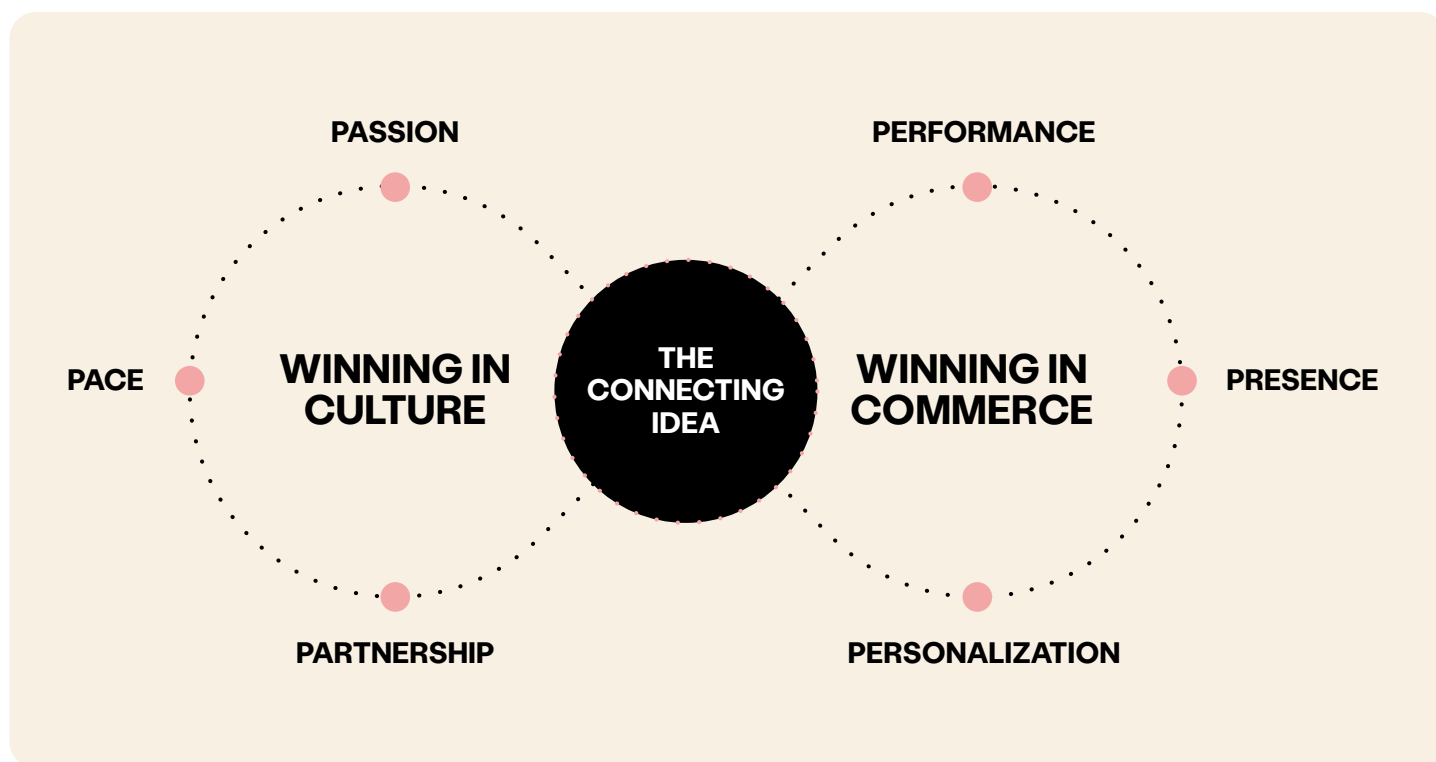 PASSION
PERFORMANCE
PACE
WINNING IN
CULTURE
THE
CONNECTING
IDEA
WINNING IN
COMMERCE
PRESENCE
PARTNERSHIP
PERSONALIZATION